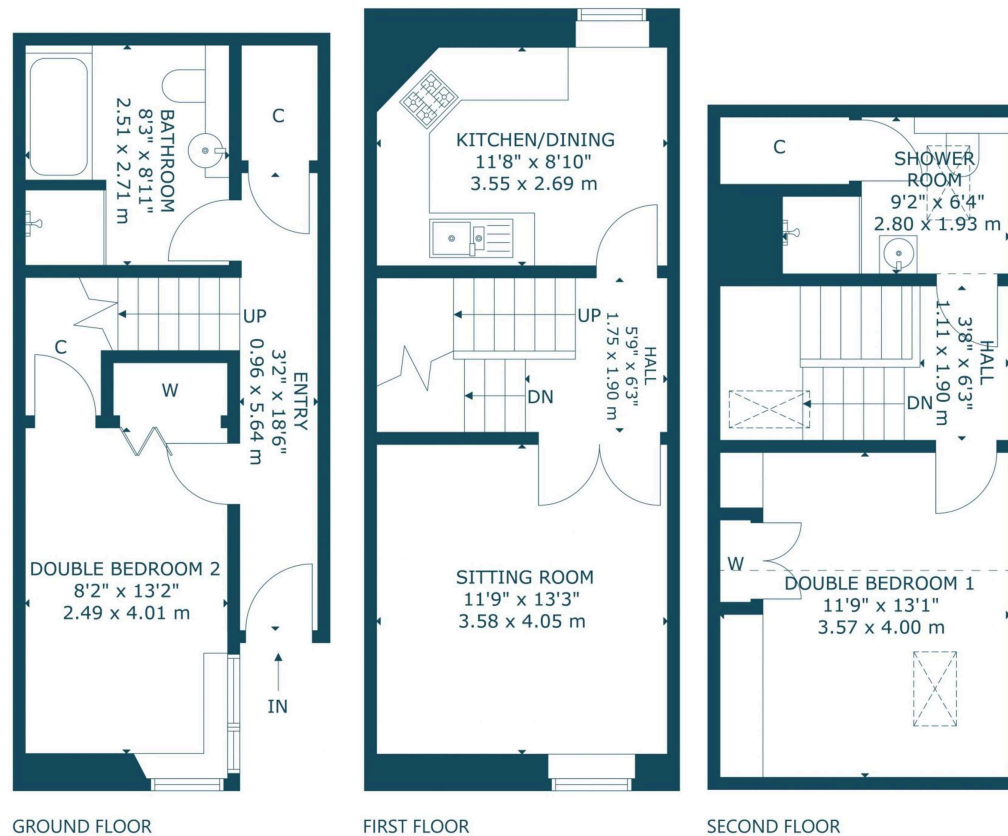 BATHROOM
8'3" x 8'11"
2.51 x 2.71 m
C
UP
C
W
ENTRY
3'2" x 18'6"
0.96 x 5.64 m
DOUBLE BEDROOM 2
8'2" x 13'2"
2.49 x 4.01 m
IN
GROUND FLOOR
KITCHEN/DINING
11'8" x 8'10"
3.55 x 2.69 m
UP
DN
HALL
5'9" x 6'3"
1.75 x 1.90 m
SITTING ROOM
11'9" x 13'3"
3.58 x 4.05 m
FIRST FLOOR
C
SHOWER
ROOM
9'2" x 6'4"
2.80 x 1.93 m
HALL
3'8" x 6'3"
1.11 x 1.90 m
DN
W
DOUBLE BEDROOM 1
11'9" x 13'1"
3.57 x 4.00 m
SECOND FLOOR